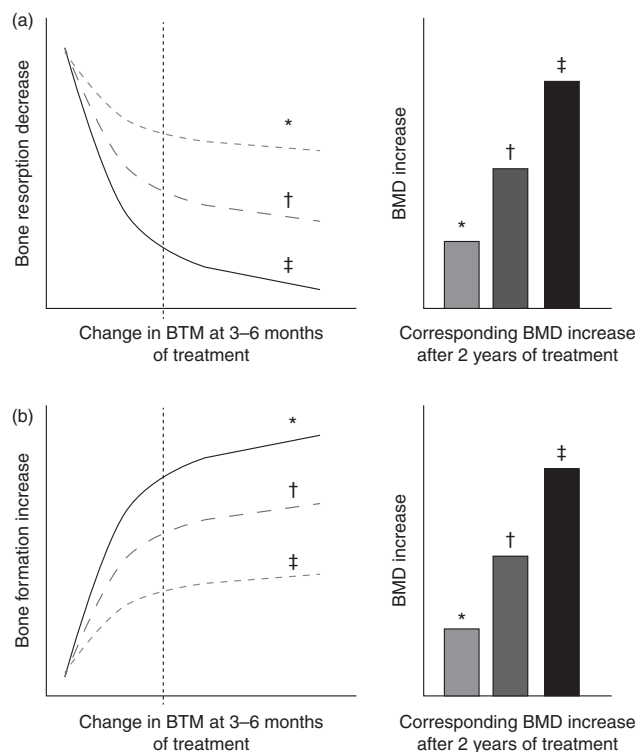 (a)
Bone resorption decrease
*
†
‡
Change in BTM at 3–6 months
of treatment
BMD increase
*
†
‡
Corresponding BMD increase
after 2 years of treatment
(b)
Bone formation increase
*
†
‡
Change in BTM at 3–6 months
of treatment
BMD increase
*
†
‡
Corresponding BMD increase
after 2 years of treatment